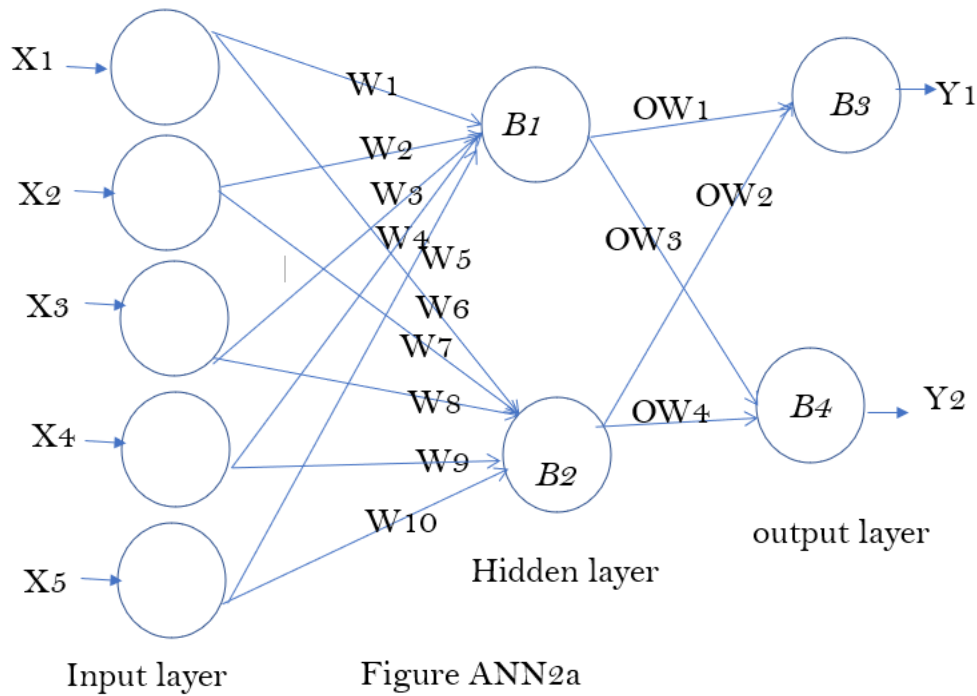 X1
X2
X3
X4
X5
W1
W2
W3
W4
W5
W6
W7
W8
W9
W10
B1
B2
OW1
OW2
OW3
OW4
B3
B4
Y1
Y2
output layer
Hidden layer
Input layer
Figure ANN2a